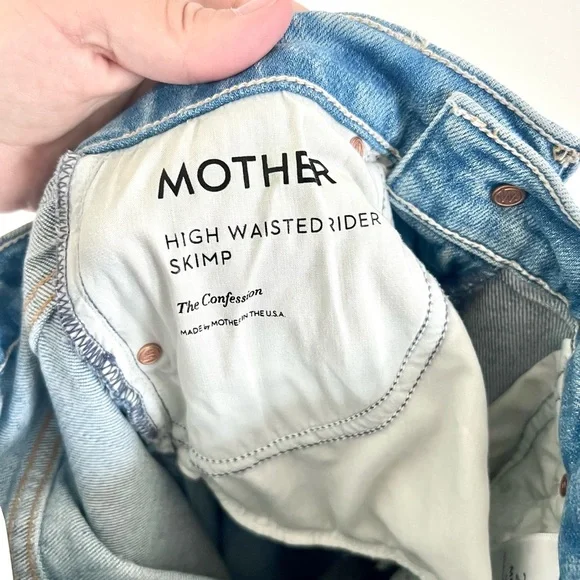 MOTHER
HIGH WAISTED RIDER
SKIMP
The Confession
MADE by MOTHER IN THE U.S.A.